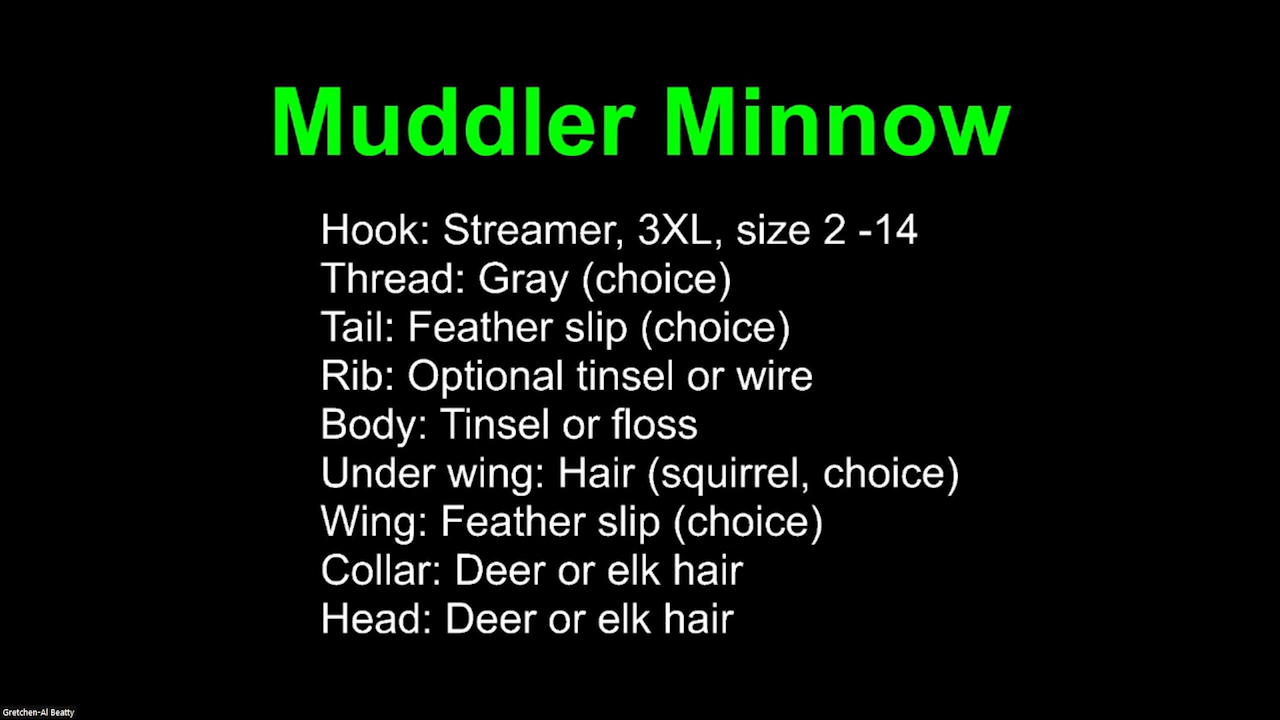 Muddler Minnow
Hook: Streamer, 3XL, size 2 -14
Thread: Gray (choice)
Tail: Feather slip (choice)
Rib: Optional tinsel or wire
Body: Tinsel or floss
Under wing: Hair (squirrel, choice)
Wing: Feather slip (choice)
Collar: Deer or elk hair
Head: Deer or elk hair
Gretchen-Al Beatty